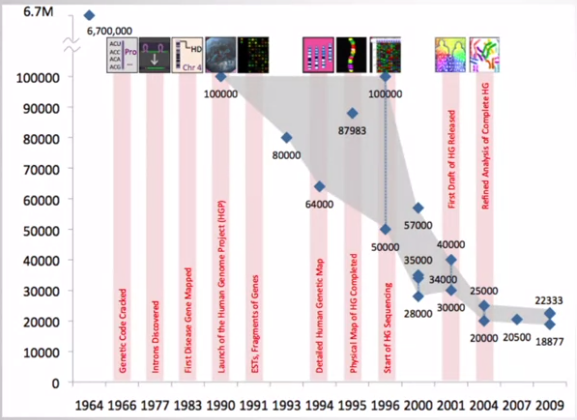 6.7M
6,700,000
ACU
ACC
ACA
ACG
Pro
...
HD
Chr 4
100000
90000
80000
70000
60000
50000
40000
30000
20000
10000
0
100000
80000
64000
87983
100000
50000
57000
35000
28000
40000
34000
30000
25000
20000
20500
22333
18877
Genetic Code Cracked
Introns Discovered
First Disease Gene Mapped
Launch of the Human Genome Project (HGP)
ESTs, Fragments of Genes
Detailed Human Genetic Map
Physical Map of HG Completed
Start of HG Sequencing
First Draft of HG Released
Refined Analysis of Complete HG
1964 1966 1977 1983 1990 1991 1993 1994 1995 1996 2000 2001 2004 2007 2009